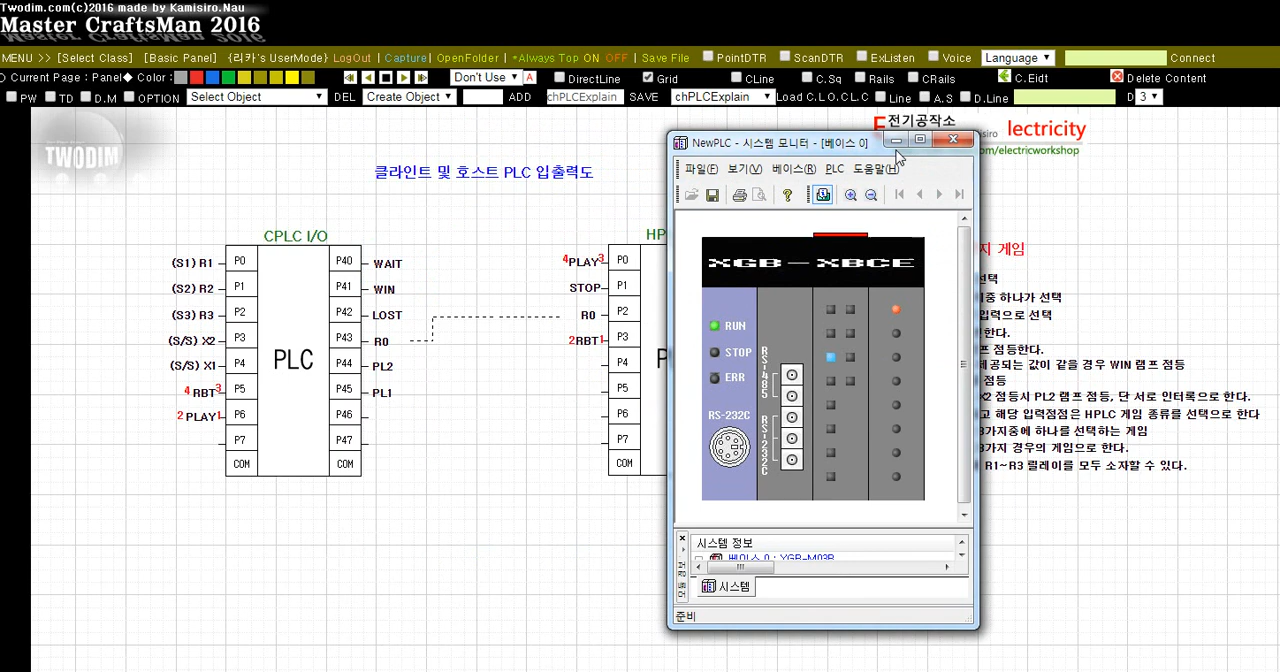 Twodim.com(c)2016 made by Kamisiro.Nau
Master CraftsMan 2016
MENU >> [Select Class] [Basic Panel] {리카's UserMode} LogOut | Capture | OpenFolder | *Always Top ON OFF | Save File PointDTR ScanDTR ExListen Voice Language Connect
Current Page : Panel◆ Color : Don't Use A DirectLine Grid CLine C.Sq Rails CRails C.Eidt Delete Content
PW TD D.M OPTION Select Object DEL Create Object ADD chPLCExplain SAVE chPLCExplain Load C.L.O.C.L.C Line A.S D.Line D 3
TWODIM
전기공작소
lectricity
om/electricworkshop
클라인트 및 호스트 PLC 입출력도
CPLC I/O
(S1) R1 P0 P40 WAIT
(S2) R2 P1 P41 WIN
(S3) R3 P2 P42 LOST
(S/S) X2 P3 P43 R0
(S/S) X1 P4 PLC P44 PL2
4 RBT 3 P5 P45 PL1
2 PLAY 1 P6 P46
P7 P47
COM COM
HP
4 PLAY 3 P0
STOP P1
R0 P2
2 RBT 1 P3
P4 P
P5
P6
P7
COM
NewPLC - 시스템 모니터 - [베이스 0]
파일(F) 보기(V) 베이스(R) PLC 도움말(H)
XGB-XBCE
RUN
STOP
ERR
RS-232C
RS-485
RS-232C
시스템 정보
베이스 0 : XGB-M03B
시스템
준비
지 게임
선택
지중 하나가 선택
입력으로 선택
한다.
프 점등한다.
제공되는 값이 같을 경우 WIN 램프 점등
점등
X2 점등시 PL2 램프 점등, 단 서로 인터록으로 한다.
고 해당 입력점점은 HPLC 게임 종류를 선택으로 한다
3가지중에 하나를 선택하는 게임
3가지 경우의 게임으로 한다.
R1~R3 릴레이를 모두 소자할 수 있다.